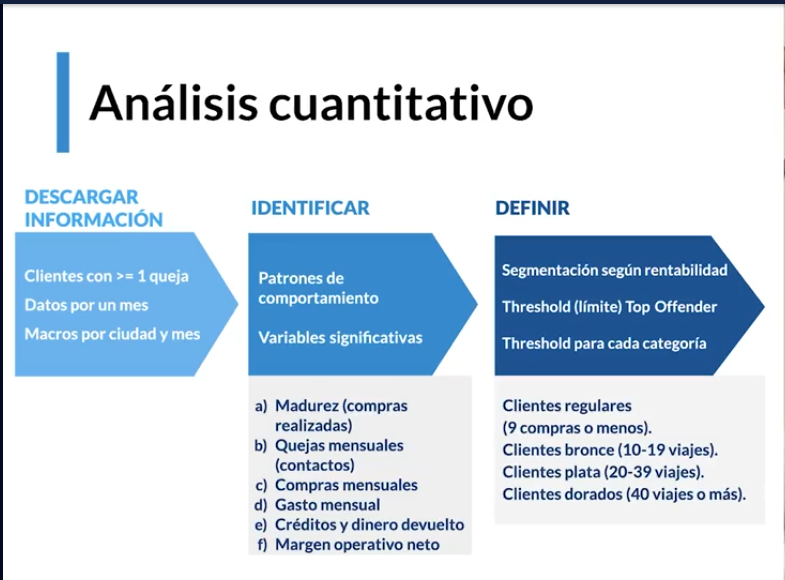 Análisis cuantitativo
DESCARGAR
INFORMACIÓN
Clientes con >= 1 queja
Datos por un mes
Macros por ciudad y mes
IDENTIFICAR
Patrones de
comportamiento
Variables significativas
a) Madurez (compras
realizadas)
b) Quejas mensuales
(contactos)
c) Compras mensuales
d) Gasto mensual
e) Créditos y dinero devuelto
f) Margen operativo neto
DEFINIR
Segmentación según rentabilidad
Threshold (límite) Top Offender
Threshold para cada categoría
Clientes regulares
(9 compras o menos).
Clientes bronce (10-19 viajes).
Clientes plata (20-39 viajes).
Clientes dorados (40 viajes o más).